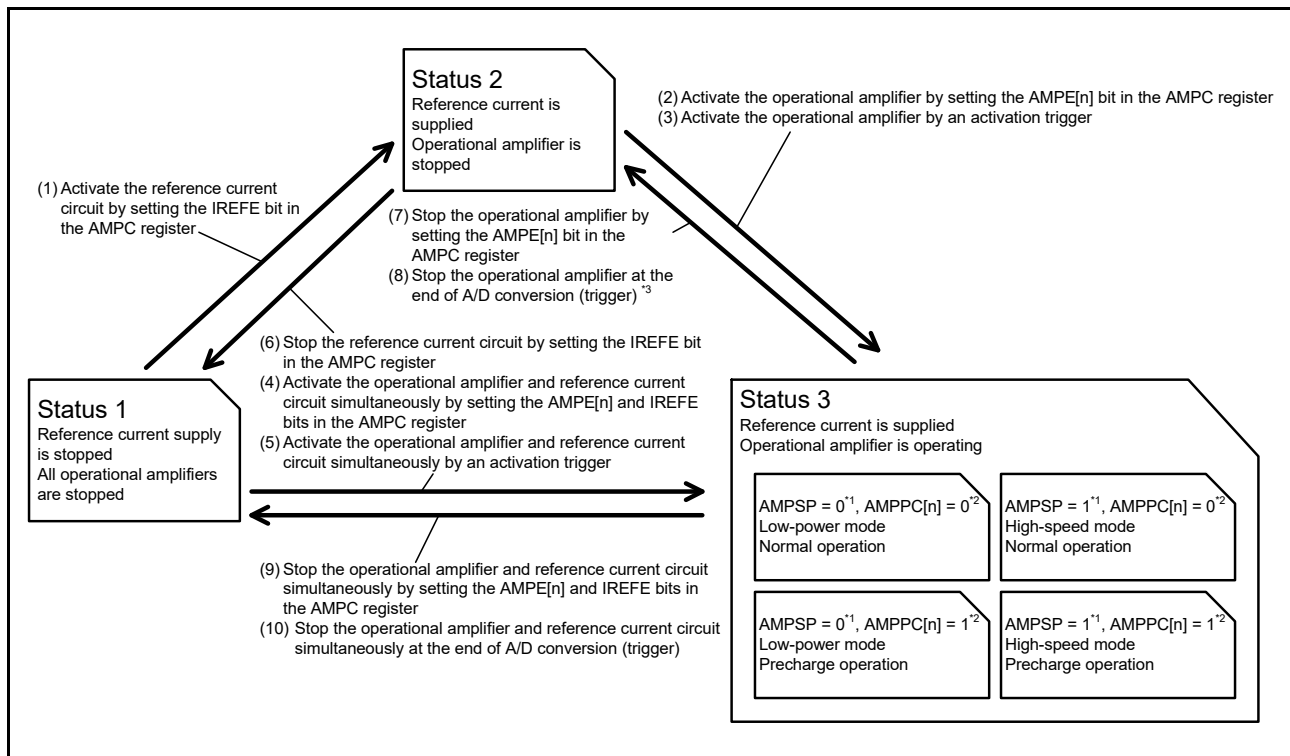 Status 2
Reference current is
supplied
Operational amplifier is
stopped
(2) Activate the operational amplifier by setting the AMPE[n] bit in the AMPC register
(3) Activate the operational amplifier by an activation trigger
(1) Activate the reference current
circuit by setting the IREFE bit in
the AMPC register
(7) Stop the operational amplifier by
setting the AMPE[n] bit in the
AMPC register
(8) Stop the operational amplifier at the
end of A/D conversion (trigger) *3
(6) Stop the reference current circuit by setting the IREFE bit
in the AMPC register
(4) Activate the operational amplifier and reference current
circuit simultaneously by setting the AMPE[n] and IREFE
bits in the AMPC register
(5) Activate the operational amplifier and reference current
circuit simultaneously by an activation trigger
Status 1
Reference current supply
is stopped
All operational amplifiers
are stopped
Status 3
Reference current is supplied
Operational amplifier is operating
AMPSP = 0*1, AMPPC[n] = 0*2
Low-power mode
Normal operation
AMPSP = 1*1, AMPPC[n] = 0*2
High-speed mode
Normal operation
AMPSP = 0*1, AMPPC[n] = 1*2
Low-power mode
Precharge operation
AMPSP = 1*1, AMPPC[n] = 1*2
High-speed mode
Precharge operation
(9) Stop the operational amplifier and reference current circuit
simultaneously by setting the AMPE[n] and IREFE bits in
the AMPC register
(10) Stop the operational amplifier and reference current circuit
simultaneously at the end of A/D conversion (trigger)